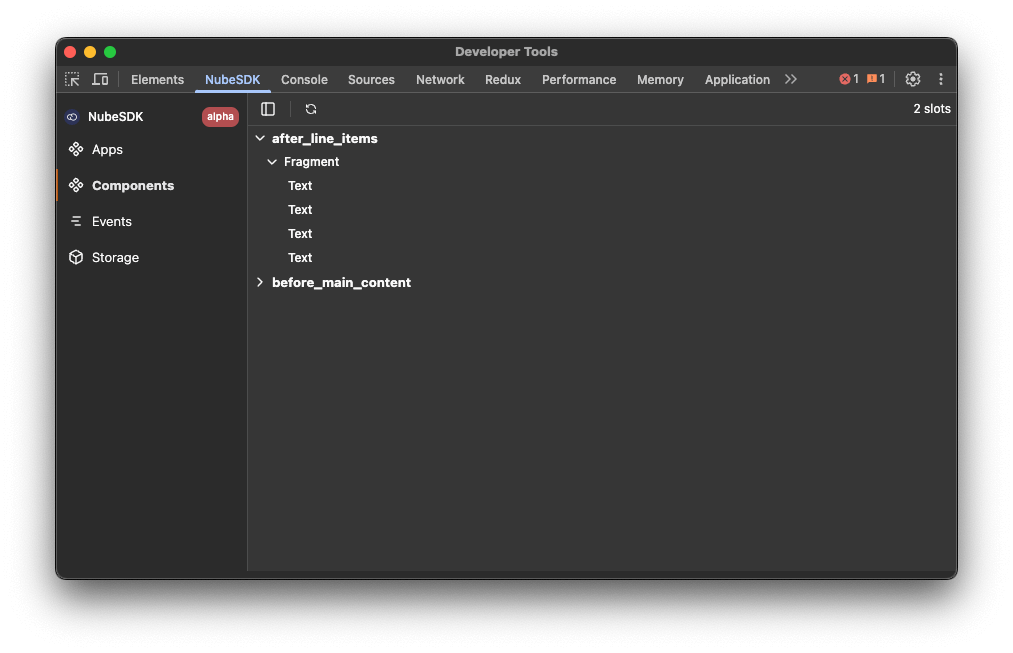 Developer Tools
Elements NubeSDK Console Sources Network Redux Performance Memory Application 1 1
NubeSDK alpha
2 slots
Apps
Components
Events
Storage
after_line_items
Fragment
Text
Text
Text
Text
before_main_content